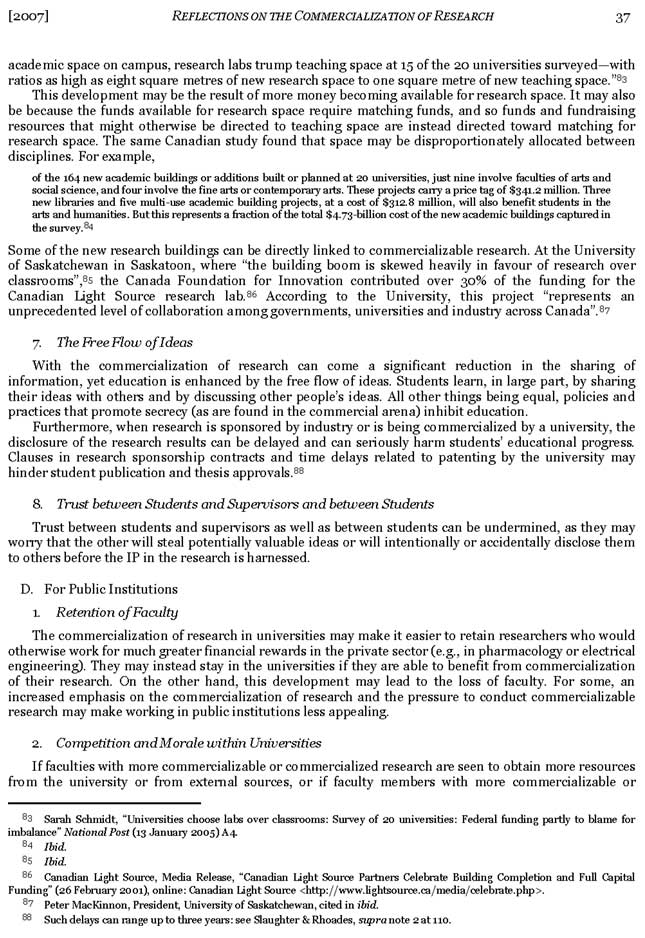 [2007] REFLECTIONS ON THE COMMERCIALIZATION OF RESEARCH 37
academic space on campus, research labs trump teaching space at 15 of the 20 universities surveyed—with
ratios as high as eight square metres of new research space to one square metre of new teaching space.”83
This development may be the result of more money becoming available for research space. It may also
be because the funds available for research space require matching funds, and so funds and fundraising
resources that might otherwise be directed to teaching space are instead directed toward matching for
research space. The same Canadian study found that space may be disproportionately allocated between
disciplines. For example,
of the 164 new academic buildings or additions built or planned at 20 universities, just nine involve faculties of arts and
social science, and four involve the fine arts or contemporary arts. These projects carry a price tag of $341.2 million. Three
new libraries and five multi-use academic building projects, at a cost of $312.8 million, will also benefit students in the
arts and humanities. But this represents a fraction of the total $4.73-billion cost of the new academic buildings captured in
the survey.84
Some of the new research buildings can be directly linked to commercializable research. At the University
of Saskatchewan in Saskatoon, where “the building boom is skewed heavily in favour of research over
classrooms”,85 the Canada Foundation for Innovation contributed over 30% of the funding for the
Canadian Light Source research lab.86 According to the University, this project “represents an
unprecedented level of collaboration among governments, universities and industry across Canada”.87
7. The Free Flow of Ideas
With the commercialization of research can come a significant reduction in the sharing of
information, yet education is enhanced by the free flow of ideas. Students learn, in large part, by sharing
their ideas with others and by discussing other people’s ideas. All other things being equal, policies and
practices that promote secrecy (as are found in the commercial arena) inhibit education.
Furthermore, when research is sponsored by industry or is being commercialized by a university, the
disclosure of the research results can be delayed and can seriously harm students’ educational progress.
Clauses in research sponsorship contracts and time delays related to patenting by the university may
hinder student publication and thesis approvals.88
8. Trust between Students and Supervisors and between Students
Trust between students and supervisors as well as between students can be undermined, as they may
worry that the other will steal potentially valuable ideas or will intentionally or accidentally disclose them
to others before the IP in the research is harnessed.
D. For Public Institutions
1. Retention of Faculty
The commercialization of research in universities may make it easier to retain researchers who would
otherwise work for much greater financial rewards in the private sector (e.g., in pharmacology or electrical
engineering). They may instead stay in the universities if they are able to benefit from commercialization
of their research. On the other hand, this development may lead to the loss of faculty. For some, an
increased emphasis on the commercialization of research and the pressure to conduct commercializable
research may make working in public institutions less appealing.
2. Competition and Morale within Universities
If faculties with more commercializable or commercialized research are seen to obtain more resources
from the university or from external sources, or if faculty members with more commercializable or
83 Sarah Schmidt, “Universities choose labs over classrooms: Survey of 20 universities: Federal funding partly to blame for
imbalance” National Post (13 January 2005) A4.
84 Ibid.
85 Ibid.
86 Canadian Light Source, Media Release, “Canadian Light Source Partners Celebrate Building Completion and Full Capital
Funding” (26 February 2001), online: Canadian Light Source <http://www.lightsource.ca/media/celebrate.php>.
87 Peter MacKinnon, President, University of Saskatchewan, cited in ibid.
88 Such delays can range up to three years: see Slaughter & Rhoades, supra note 2 at 110.